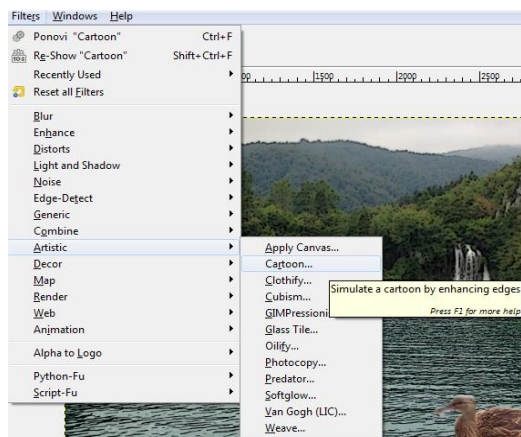 Filters Windows Help
Ponovi "Cartoon" Ctrl+F
Re-Show "Cartoon" Shift+Ctrl+F
Recently Used
Reset all Filters
1500 2000 2500
Blur
Enhance
Distorts
Light and Shadow
Noise
Edge-Detect
Generic
Combine
Artistic
Decor
Map
Render
Web
Animation
Alpha to Logo
Python-Fu
Script-Fu
Apply Canvas...
Cartoon...
Clothify...
Cubism...
GIMPressioni
Glass Tile...
Oilify...
Photocopy...
Predator...
Softglow...
Van Gogh (LIC)...
Weave...
Simulate a cartoon by enhancing edges
Press F1 for more help